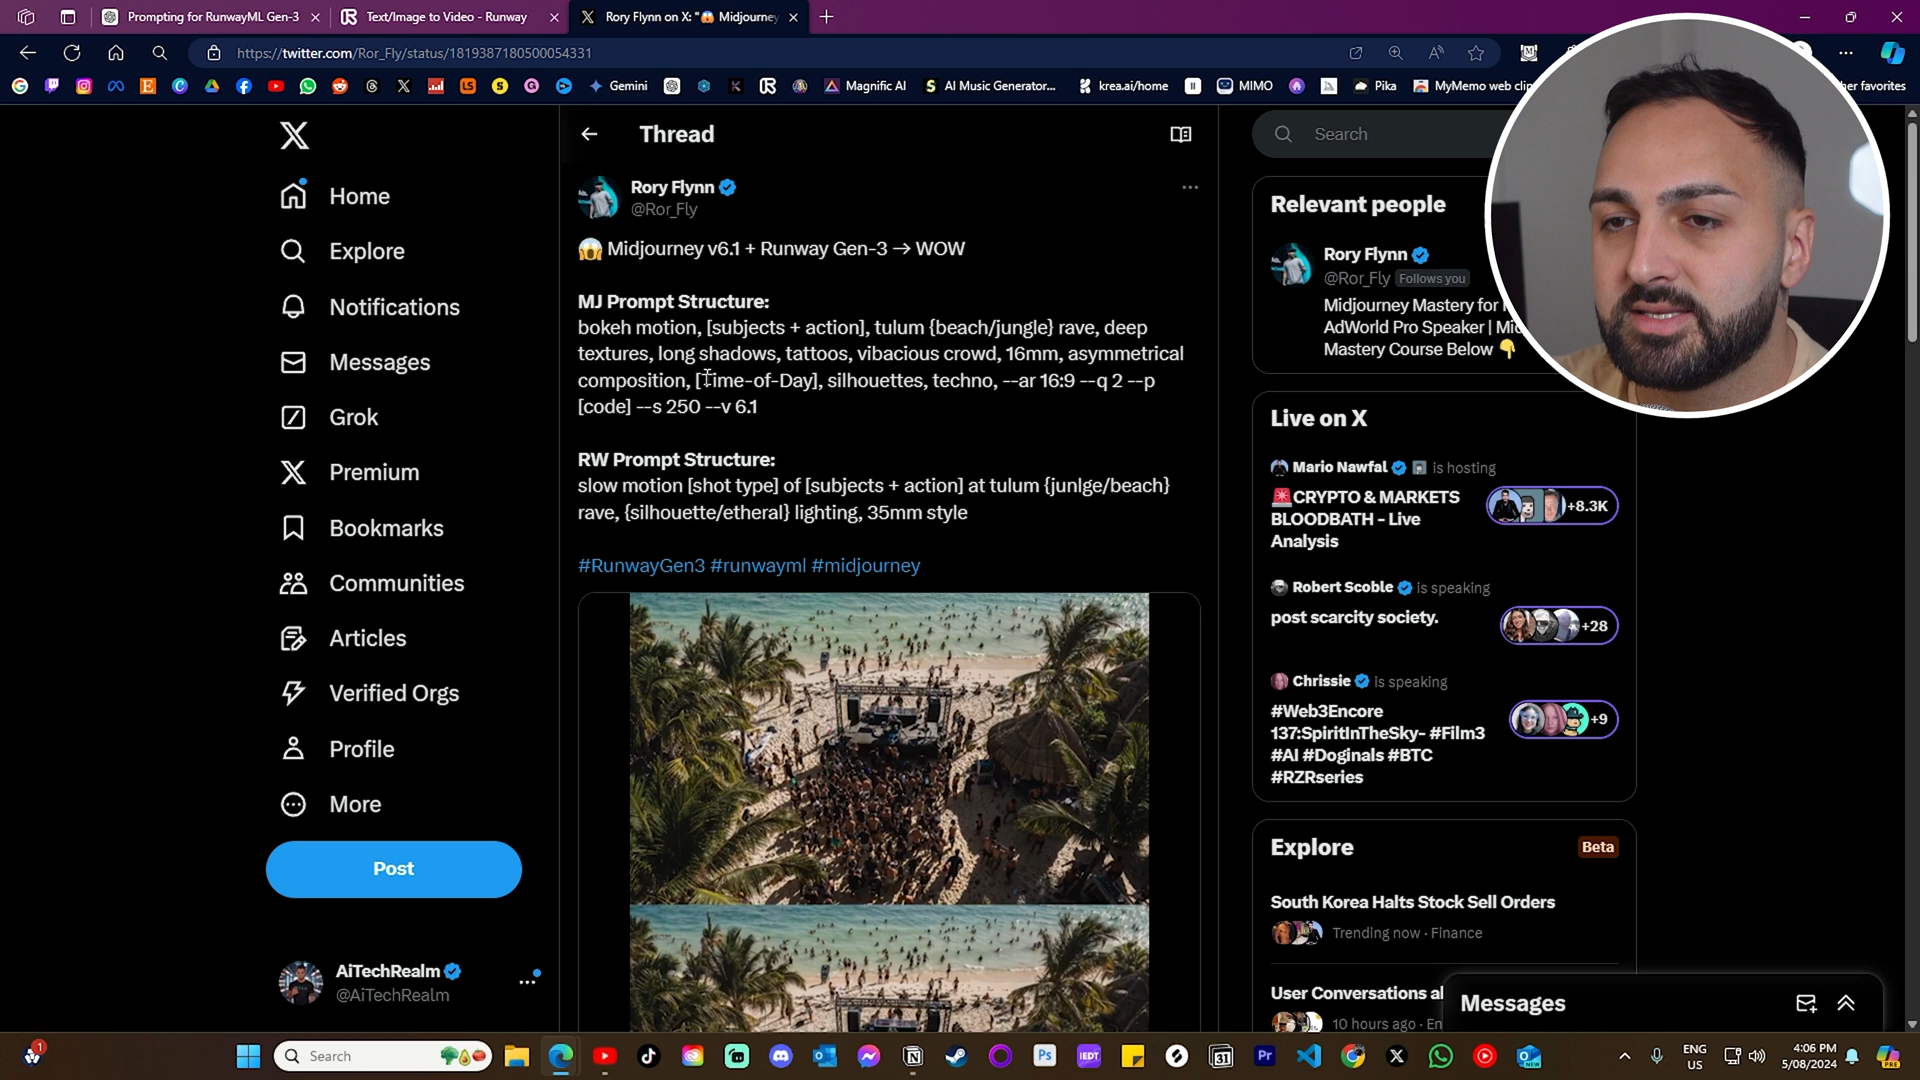 Prompting for RunwayML Gen-3
Text/Image to Video - Runway
Rory Flynn on X: "😱 Midjourney
https://twitter.com/Ror_Fly/status/1819387180500054331
Gemini
Magnific AI
AI Music Generator...
krea.ai/home
MIMO
Pika
MyMemo web clip
her favorites
Home
Explore
Notifications
Messages
Grok
Premium
Bookmarks
Communities
Articles
Verified Orgs
Profile
More
Post
AiTechRealm
@AiTechRealm
Thread
Rory Flynn
@Ror_Fly
😱 Midjourney v6.1 + Runway Gen-3 → WOW
MJ Prompt Structure:
bokeh motion, [subjects + action], tulum {beach/jungle} rave, deep
textures, long shadows, tattoos, vibacious crowd, 16mm, asymmetrical
composition, [Time-of-Day], silhouettes, techno, --ar 16:9 --q 2 --p
[code] --s 250 --v 6.1
RW Prompt Structure:
slow motion [shot type] of [subjects + action] at tulum {junlge/beach}
rave, {silhouette/etheral} lighting, 35mm style
#RunwayGen3 #runwayml #midjourney
Search
Relevant people
Rory Flynn
@Ror_Fly Follows you
Midjourney Mastery for
AdWorld Pro Speaker |
Mastery Course Below 👇
Live on X
Mario Nawfal is hosting
🚨CRYPTO & MARKETS
BLOODBATH - Live
Analysis
+8.3K
Robert Scoble is speaking
post scarcity society.
+28
Chrissie is speaking
#Web3Encore
137:SpiritInTheSky- #Film3
#AI #Doginals #BTC
#RZRseries
+9
Explore
Beta
South Korea Halts Stock Sell Orders
Trending now · Finance
User Conversations
10 hours ago ·
Messages
1
Search
31
ENG
US
4:06 PM
5/08/2024